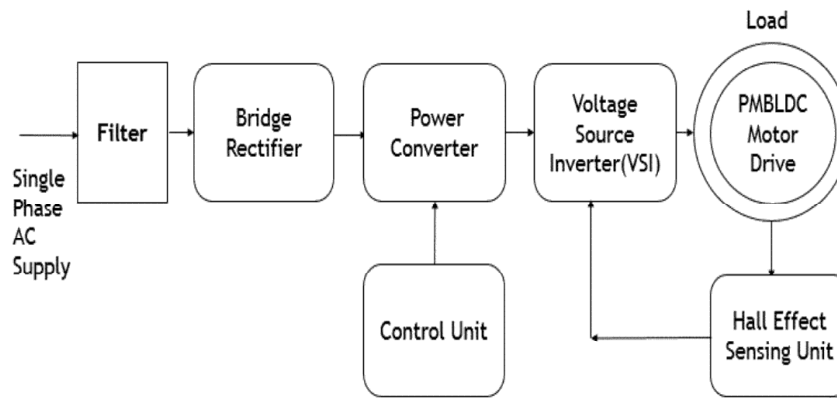 Load
Single
Phase
AC
Supply
Filter
Bridge
Rectifier
Power
Converter
Voltage
Source
Inverter(VSI)
PMBLDC
Motor
Drive
Control Unit
Hall Effect
Sensing Unit